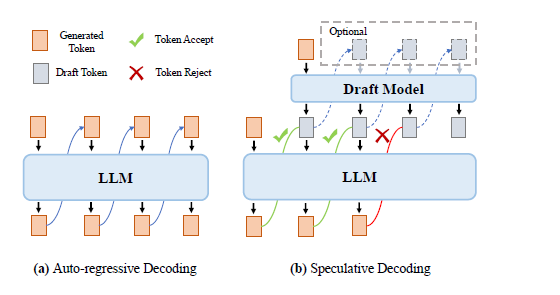 Generated
Token
Token Accept
Draft Token
Token Reject
Optional
Draft Model
LLM
LLM
(a) Auto-regressive Decoding
(b) Speculative Decoding